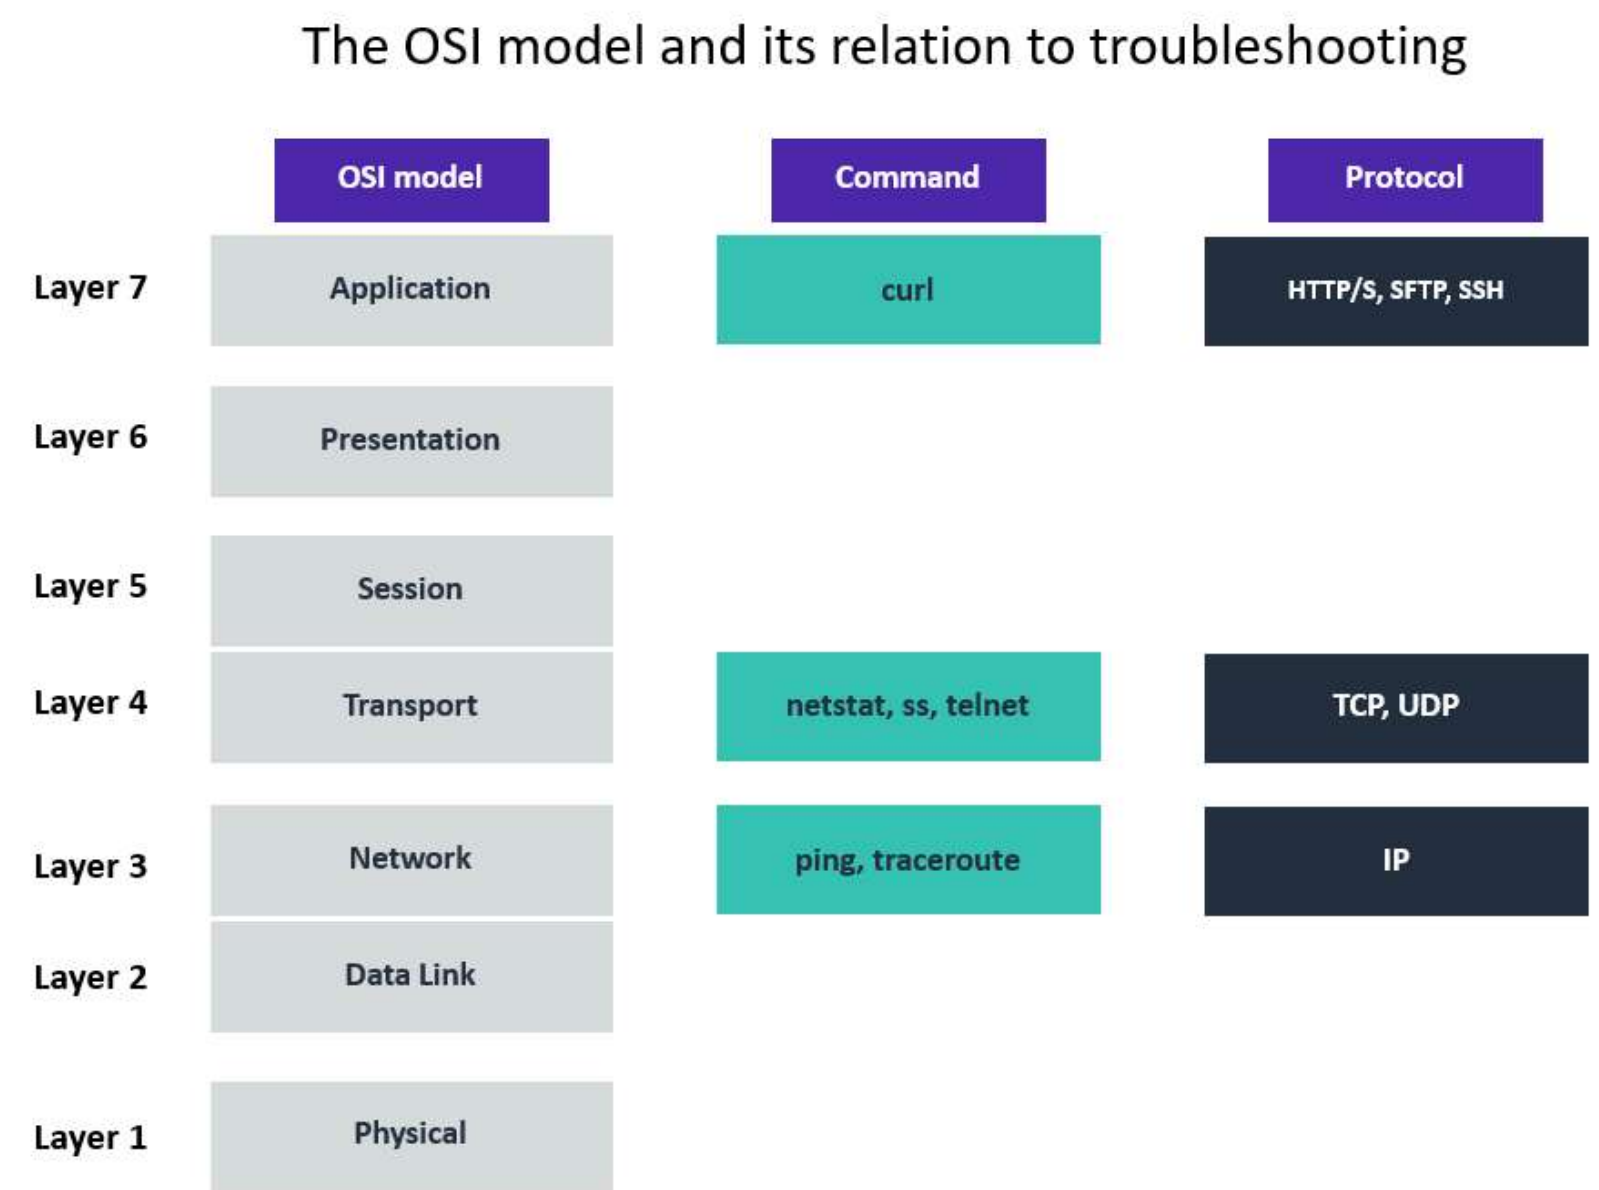 The OSI model and its relation to troubleshooting
OSI model Command Protocol
Layer 7 Application curl HTTP/S, SFTP, SSH
Layer 6 Presentation
Layer 5 Session
Layer 4 Transport netstat, ss, telnet TCP, UDP
Layer 3 Network ping, traceroute IP
Layer 2 Data Link
Layer 1 Physical